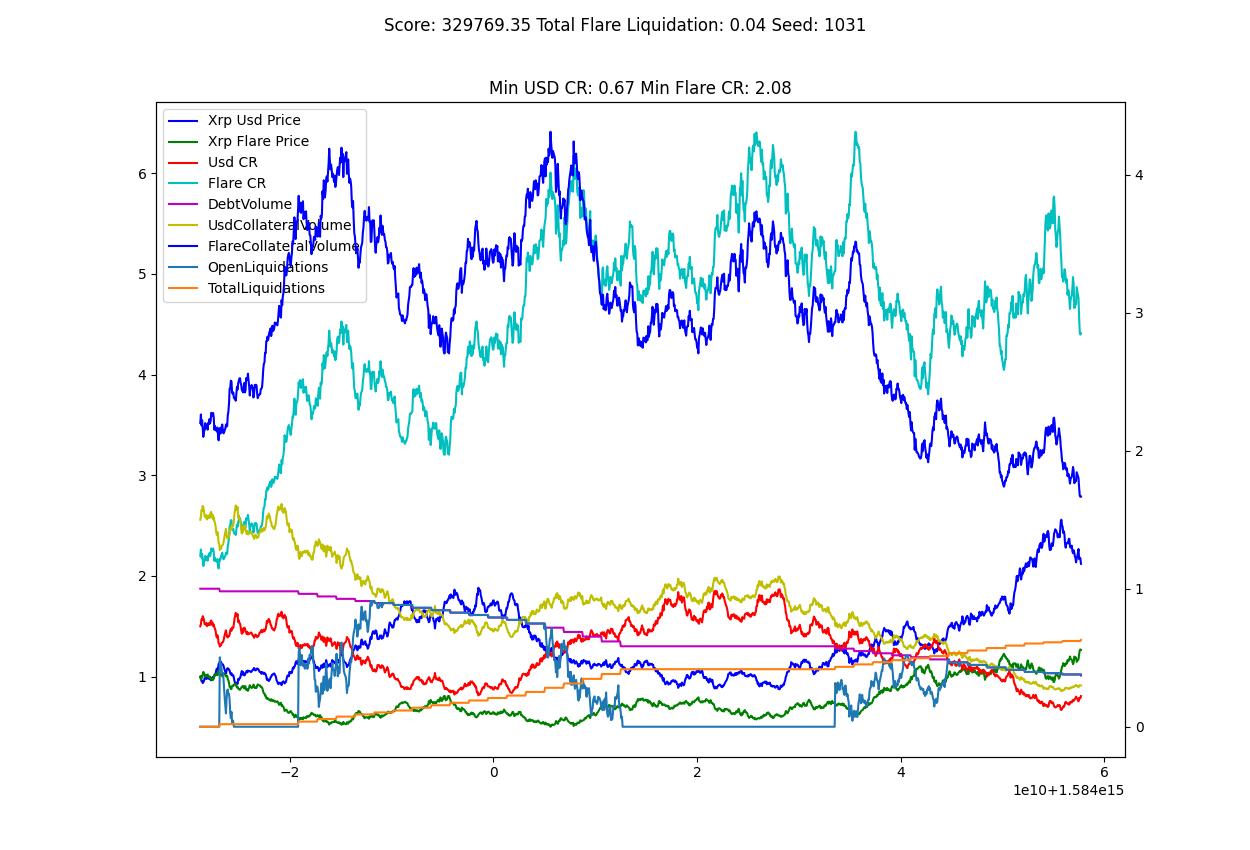 Score: 329769.35 Total Flare Liquidation: 0.04 Seed: 1031
Min USD CR: 0.67 Min Flare CR: 2.08
Xrp Usd Price
Xrp Flare Price
Usd CR
Flare CR
DebtVolume
UsdCollateralVolume
FlareCollateralVolume
OpenLiquidations
TotalLiquidations
6
5
4
3
2
1
4
3
2
1
0
−2
0
2
4
6
1e10+1.584e15